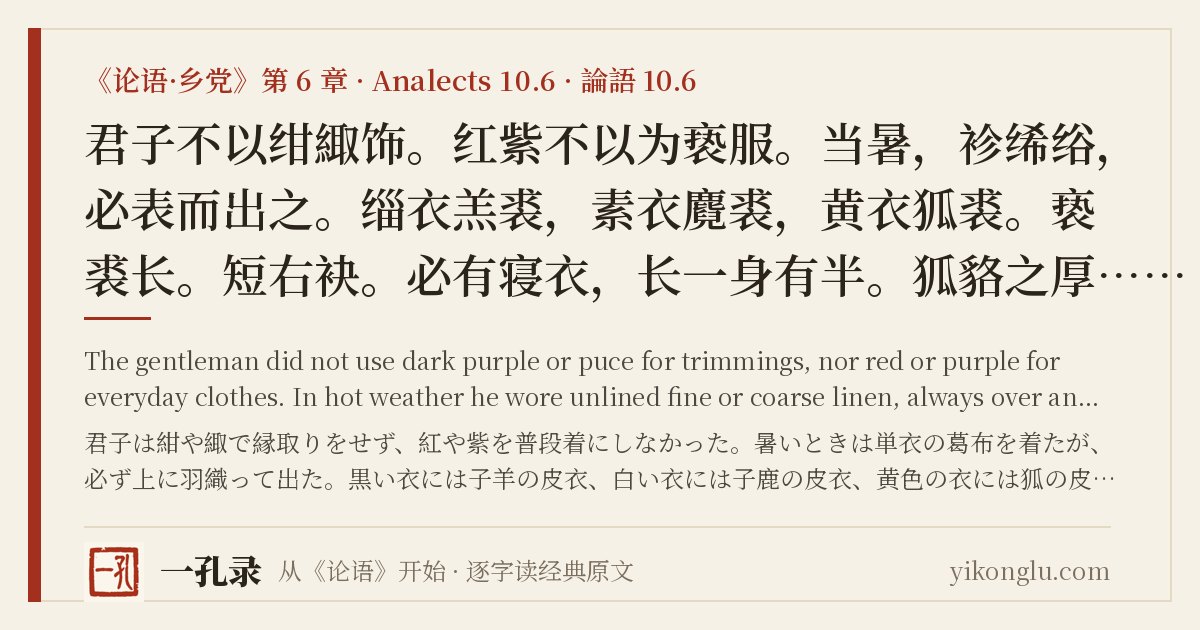 《论语·乡党》第 6 章 · Analects 10.6 · 論語 10.6
君子不以绀緅饰。红紫不以为亵服。当暑，袗𫄨绤，
必表而出之。缁衣羔裘，素衣麑裘，黄衣狐裘。亵
裘长。短右袂。必有寝衣，长一身有半。狐貉之厚……
The gentleman did not use dark purple or puce for trimmings, nor red or purple for
everyday clothes. In hot weather he wore unlined fine or coarse linen, always over an...
君子は紺や緅で縁取りをせず、紅や紫を普段着にしなかった。暑いときは単衣の葛布を着たが、
必ず上に羽織って出た。黒い衣には子羊の皮衣、白い衣には子鹿の皮衣、黄色の衣には狐の皮…
一孔
一孔录 从《论语》开始 · 逐字读经典原文 yikonglu.com